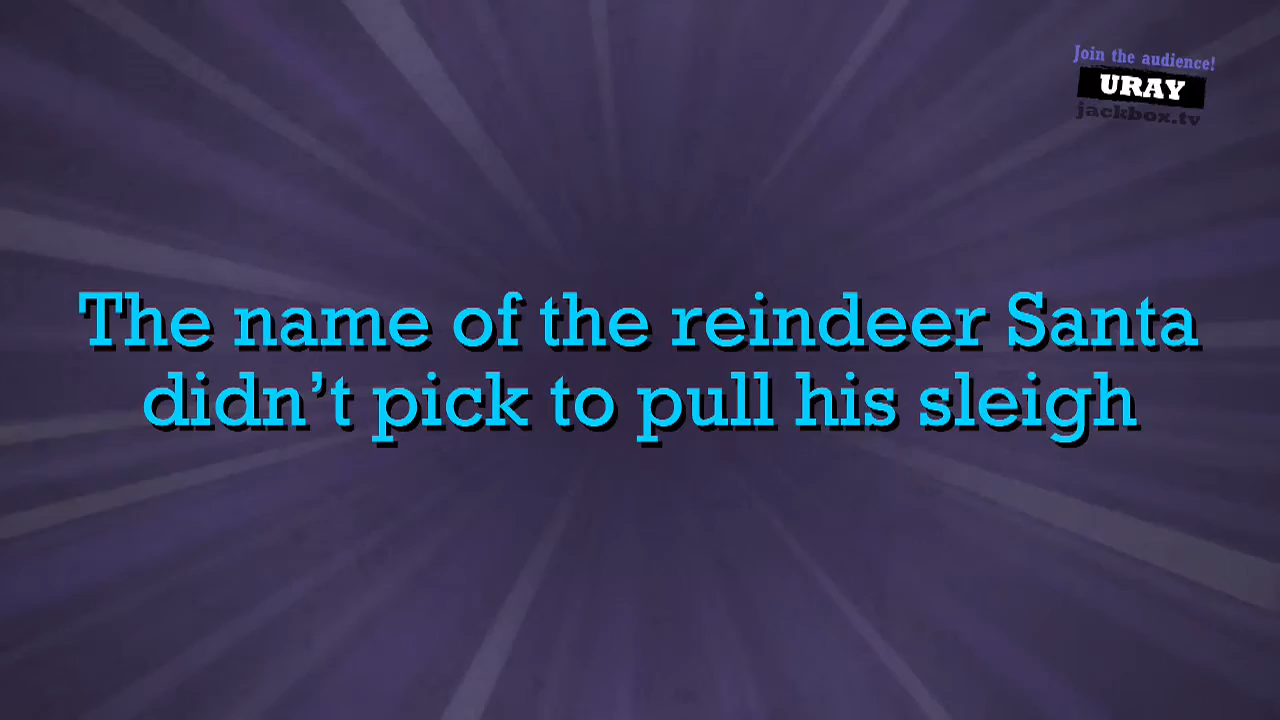 Join the audience!
URAY
jackbox.tv
The name of the reindeer Santa
didn't pick to pull his sleigh